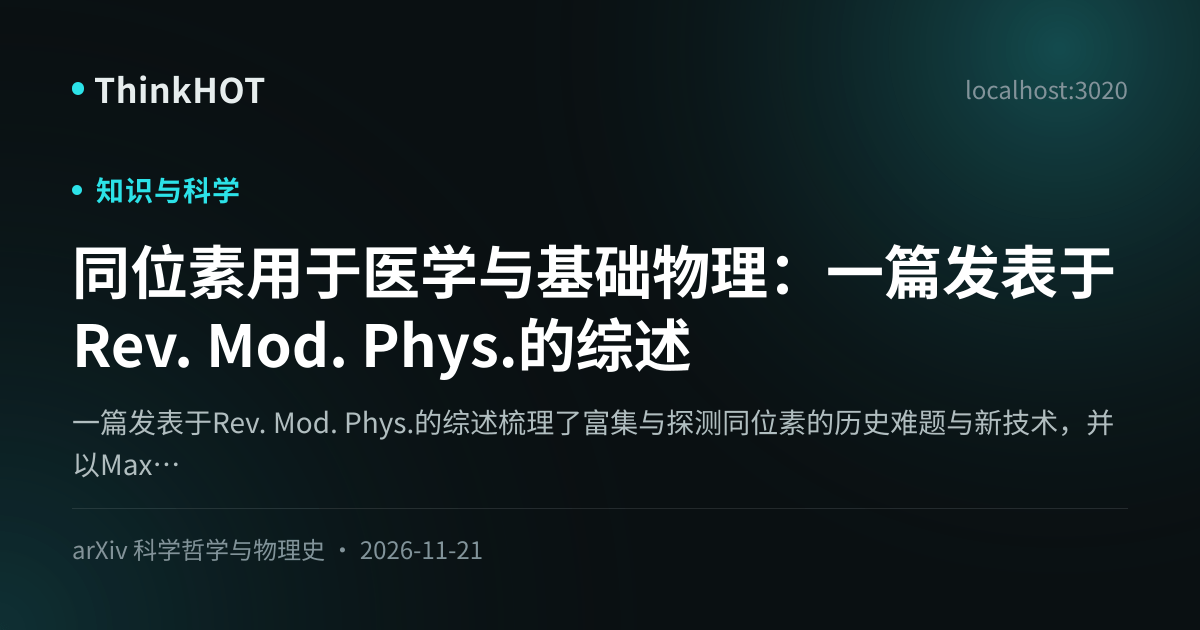 ThinkHOT
localhost:3020
知识与科学
同位素用于医学与基础物理：一篇发表于
Rev. Mod. Phys.的综述
一篇发表于Rev. Mod. Phys.的综述梳理了富集与探测同位素的历史难题与新技术，并
以Max…
arXiv 科学哲学与物理史 · 2026-11-21